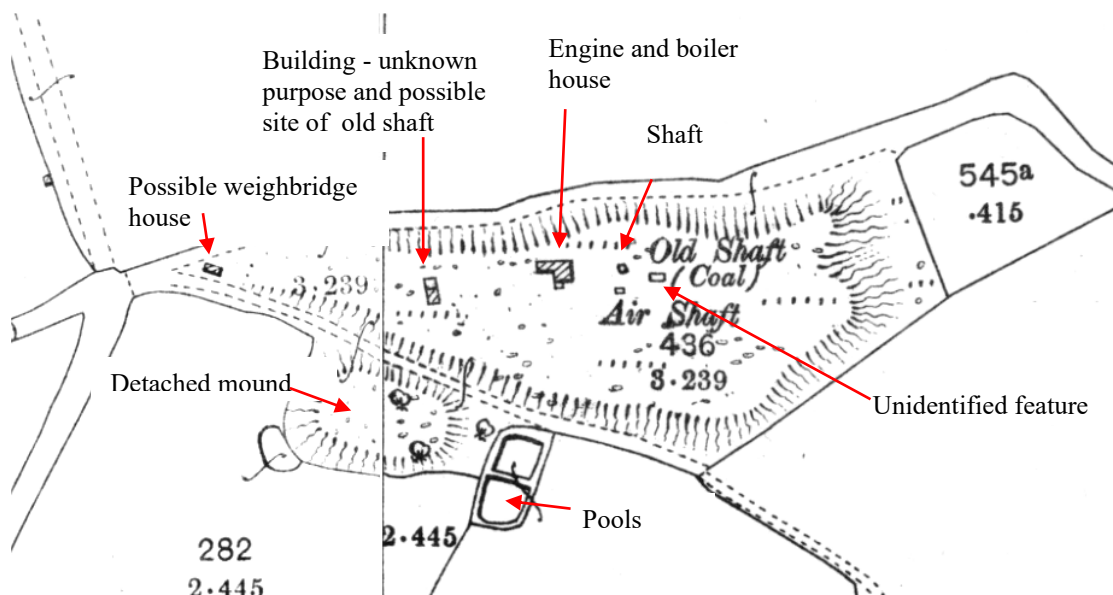 Building - unknown
purpose and possible
site of old shaft
Engine and boiler
house
Shaft
Possible weighbridge
house
545a
·415
3·239
Old Shaft
(Coal)
Air Shaft
436
3·239
Detached mound
Unidentified feature
Pools
282
2·445
2·445